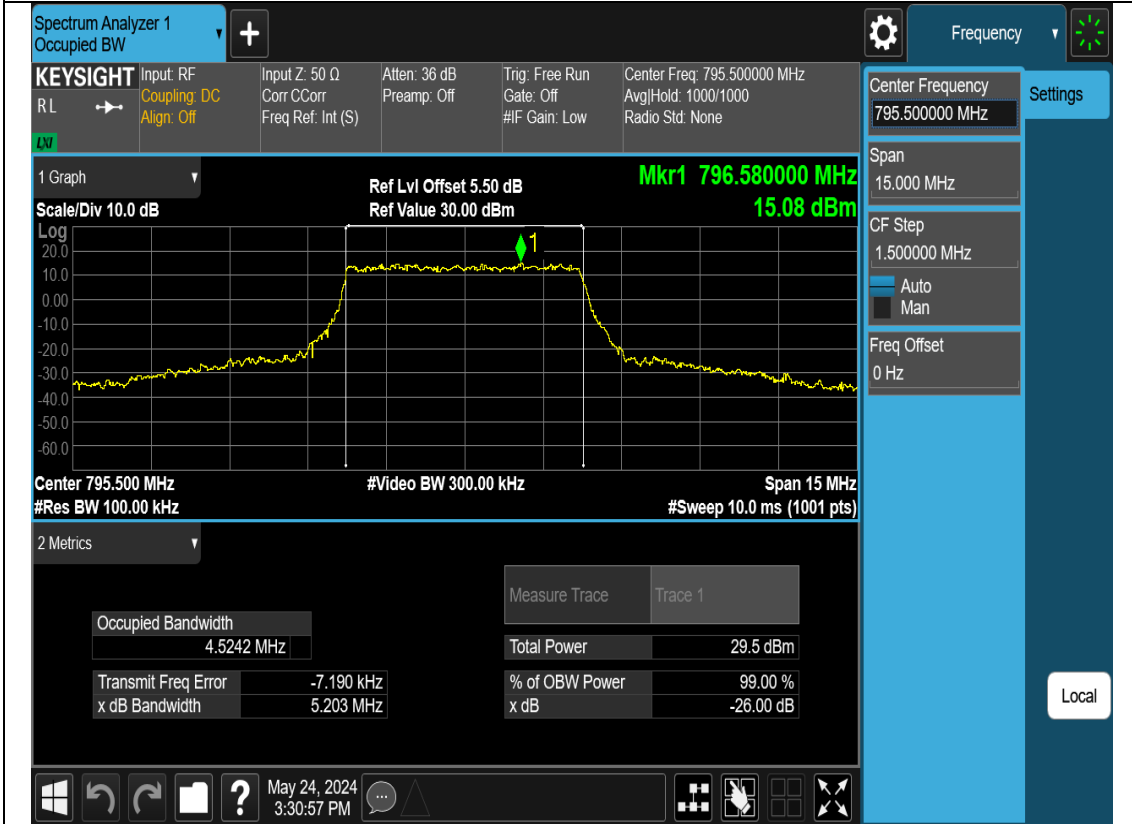 Spectrum Analyzer 1
Occupied BW
+
Frequency
KEYSIGHT
R L
LXI
Input: RF
Coupling: DC
Align: Off
Input Z: 50 Ω
Corr CCorr
Freq Ref: Int (S)
Atten: 36 dB
Preamp: Off
Trig: Free Run
Gate: Off
#IF Gain: Low
Center Freq: 795.500000 MHz
Avg|Hold: 1000/1000
Radio Std: None
Center Frequency
795.500000 MHz
Settings
Span
15.000 MHz
CF Step
1.500000 MHz
Auto
Man
Freq Offset
0 Hz
Local
1 Graph
Scale/Div 10.0 dB
Ref Lvl Offset 5.50 dB
Ref Value 30.00 dBm
Mkr1 796.580000 MHz
15.08 dBm
Log
20.0
10.0
0.00
-10.0
-20.0
-30.0
-40.0
-50.0
-60.0
1
Center 795.500 MHz
#Video BW 300.00 kHz
Span 15 MHz
#Res BW 100.00 kHz
#Sweep 10.0 ms (1001 pts)
2 Metrics
Measure Trace Trace 1
Occupied Bandwidth
4.5242 MHz
Total Power 29.5 dBm
Transmit Freq Error -7.190 kHz
% of OBW Power 99.00 %
x dB Bandwidth 5.203 MHz
x dB -26.00 dB
?
May 24, 2024
3:30:57 PM